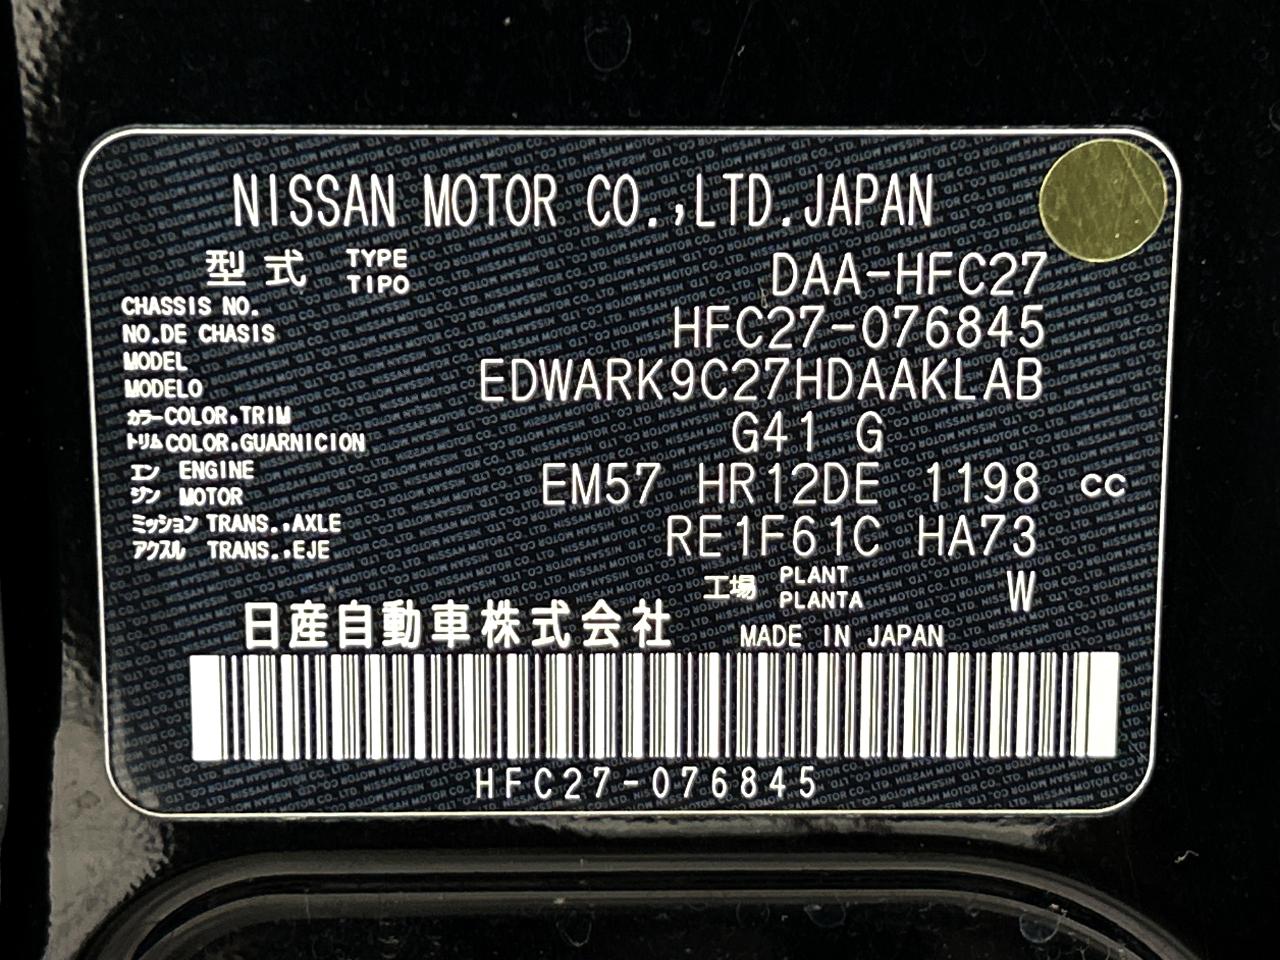 NISSAN MOTOR CO.,LTD.JAPAN
型式 TYPE TIPO DAA-HFC27
CHASSIS NO.
NO.DE CHASIS HFC27-076845
MODEL
MODELO EDWARK9C27HDAAKLAB
カラー COLOR.TRIM
トリム COLOR.GUARNICION G41 G
エン ENGINE
ジン MOTOR EM57 HR12DE 1198 cc
ミッション TRANS..AXLE
アクスル TRANS..EJE RE1F61C HA73
工場 PLANT PLANTA W
日産自動車株式会社 MADE IN JAPAN
HFC27-076845